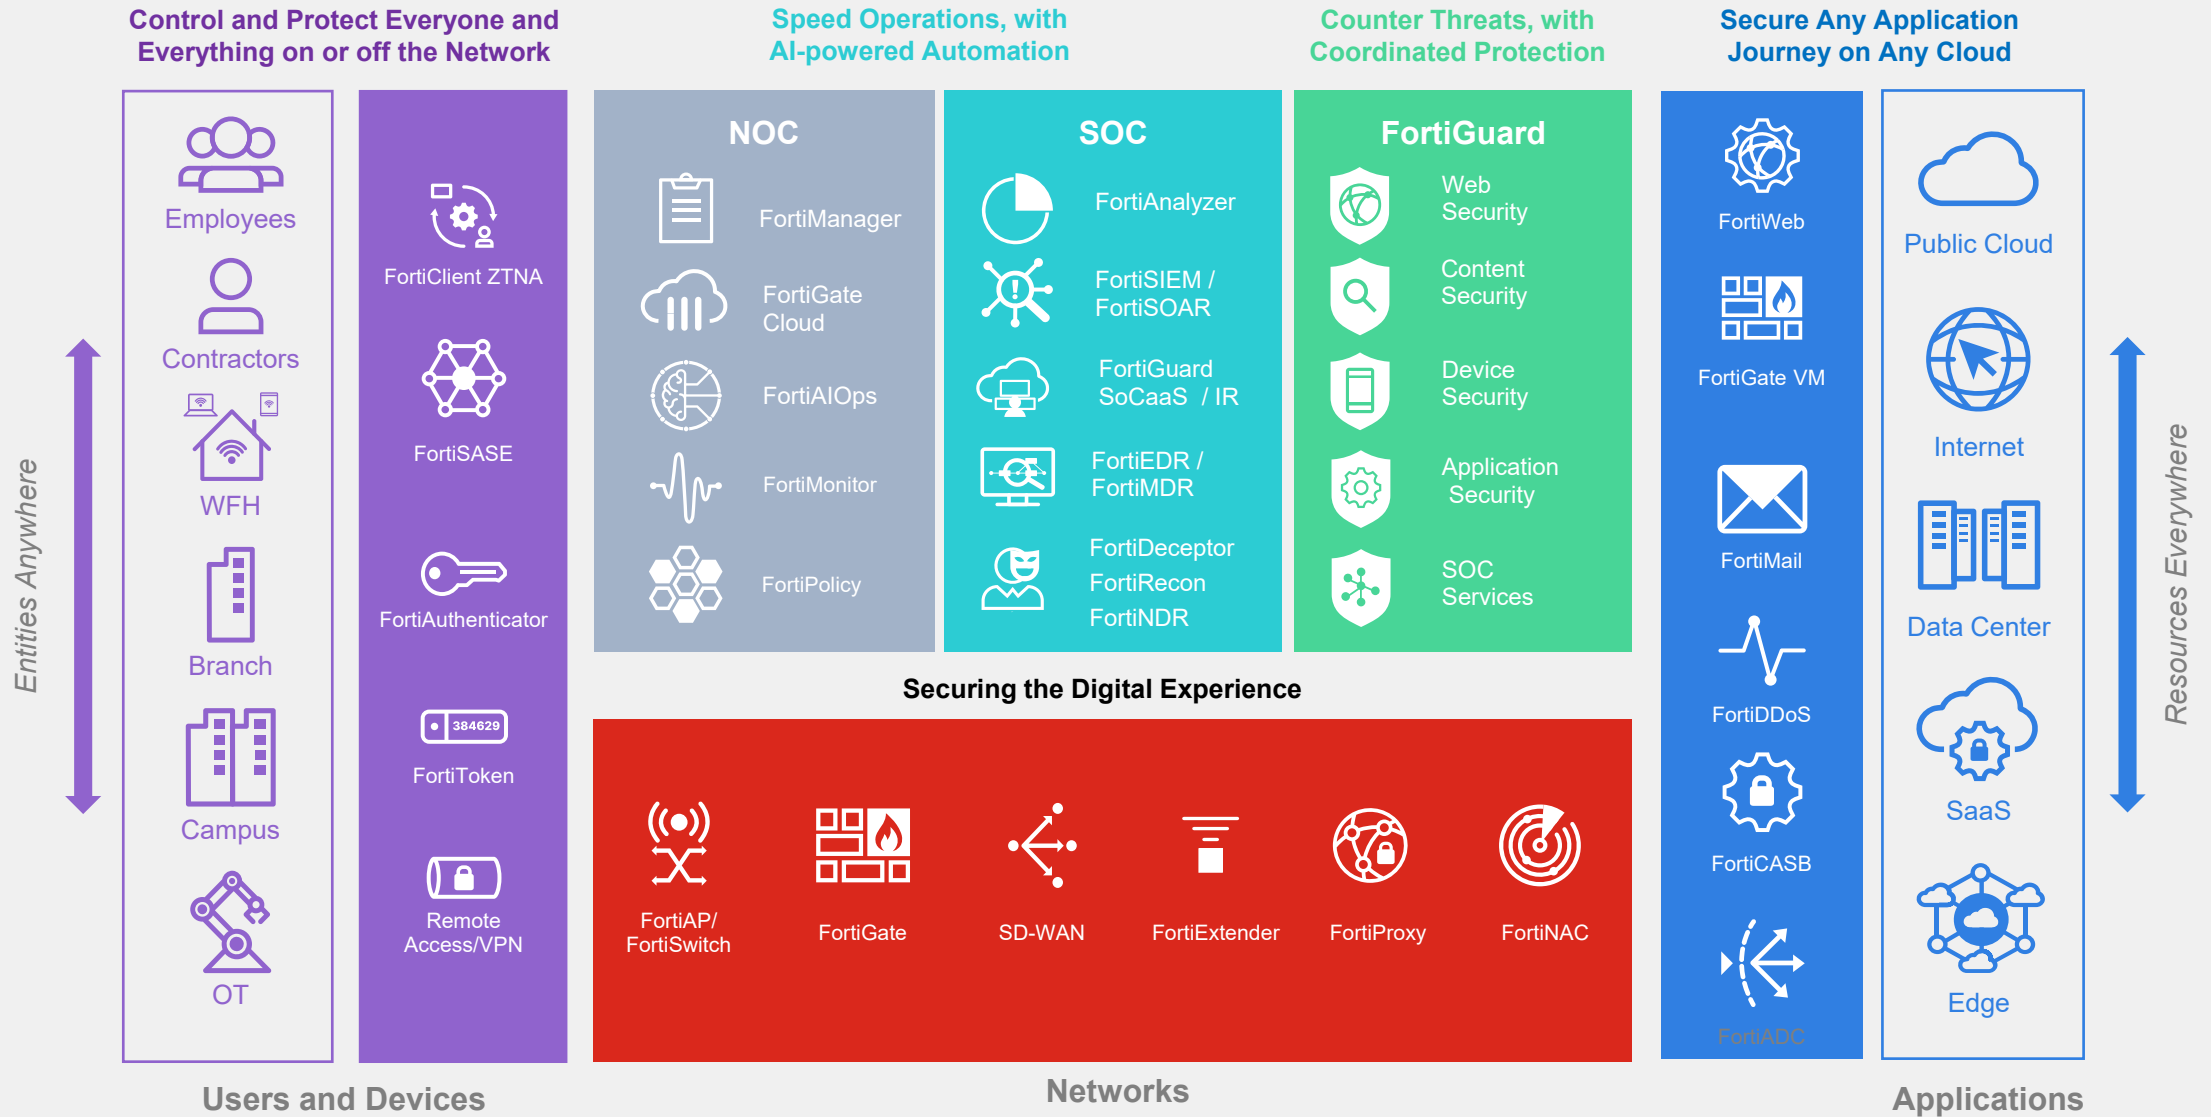 Control and Protect Everyone and
Everything on or off the Network
Speed Operations, with
AI-powered Automation
Counter Threats, with
Coordinated Protection
Secure Any Application
Journey on Any Cloud
Entities Anywhere
Employees
Contractors
WFH
Branch
Campus
OT
FortiClient ZTNA
FortiSASE
FortiAuthenticator
384629
FortiToken
Remote
Access/VPN
NOC
FortiManager
FortiGate
Cloud
FortiAIOps
FortiMonitor
FortiPolicy
SOC
FortiAnalyzer
FortiSIEM /
FortiSOAR
FortiGuard
SoCaaS / IR
FortiEDR /
FortiMDR
FortiDeceptor
FortiRecon
FortiNDR
FortiGuard
Web
Security
Content
Security
Device
Security
Application
Security
SOC
Services
Securing the Digital Experience
FortiAP/
FortiSwitch
FortiGate
SD-WAN
FortiExtender
FortiProxy
FortiNAC
FortiWeb
FortiGate VM
FortiMail
FortiDDoS
FortiCASB
FortiADC
Public Cloud
Internet
Data Center
SaaS
Edge
Resources Everywhere
Users and Devices
Networks
Applications